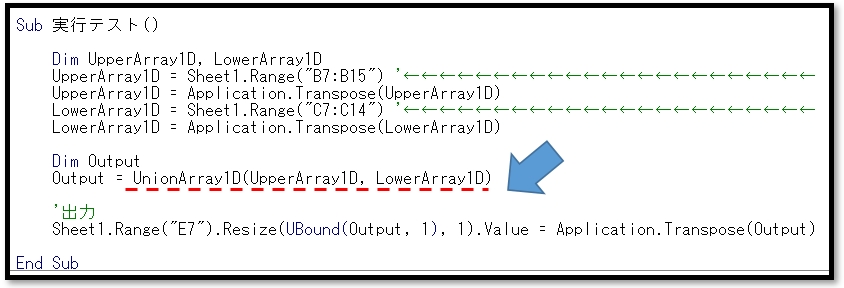 Sub 実行テスト()
Dim UpperArray1D, LowerArray1D
UpperArray1D = Sheet1.Range("B7:B15") '←←←←←←←←←←←←←←←←←←←←←←←
UpperArray1D = Application.Transpose(UpperArray1D)
LowerArray1D = Sheet1.Range("C7:C14") '←←←←←←←←←←←←←←←←←←←←←←←
LowerArray1D = Application.Transpose(LowerArray1D)
Dim Output
Output = UnionArray1D(UpperArray1D, LowerArray1D)
'出力
Sheet1.Range("E7").Resize(UBound(Output, 1), 1).Value = Application.Transpose(Output)
End Sub